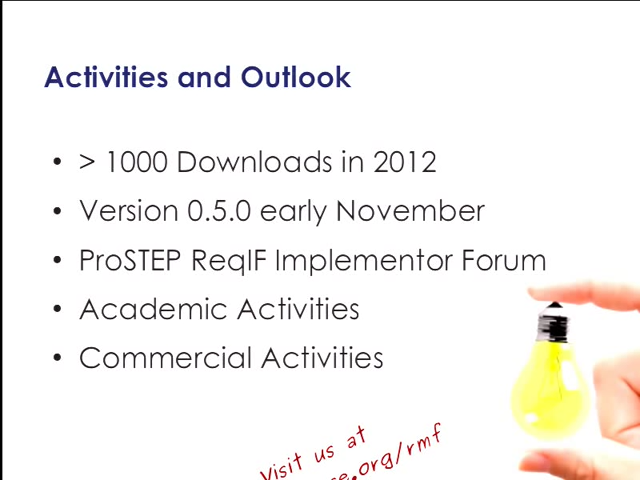 Activities and Outlook
• > 1000 Downloads in 2012
• Version 0.5.0 early November
• ProSTEP ReqIF Implementor Forum
• Academic Activities
• Commercial Activities
Visit us at
se.org/rmf